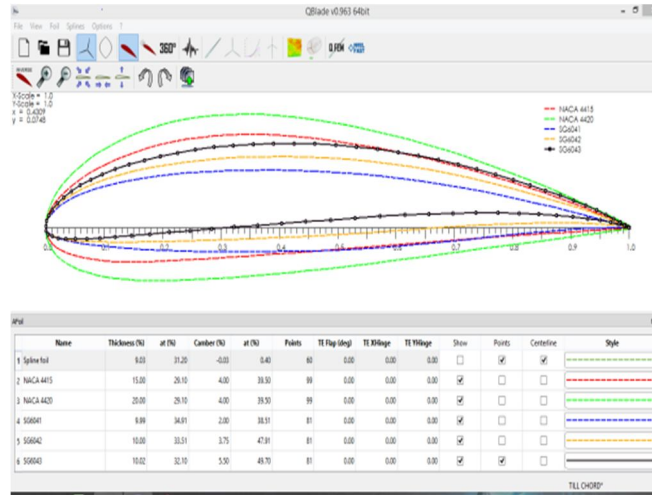 QBlade v0.963 64bit
File View Foil Splines Options ?
360°
X-Scale = 1.0
Y-Scale = 1.0
x = 0.4309
y = 0.0748
NACA 4415
NACA 4420
SG6041
SG6042
SG6043
0.0 0.1 0.2 0.3 0.4 0.5 0.6 0.7 0.8 0.9 1.0
Name Thickness (%) at (%) Camber (%) at (%) Points TE Flap (deg) TE XHinge TE YHinge Show Points Centerline Style
1 Spline foil 9.03 31.20 -0.03 0.40 60 0.00 0.00 0.00
2 NACA 4415 15.00 29.10 4.00 39.50 99 0.00 0.00 0.00
3 NACA 4420 20.00 29.10 4.00 39.50 99 0.00 0.00 0.00
4 SG6041 9.99 34.91 2.00 38.51 81 0.00 0.00 0.00
5 SG6042 10.00 33.51 3.75 47.91 81 0.00 0.00 0.00
6 SG6043 10.02 32.10 5.50 49.70 81 0.00 0.00 0.00
TILL CHORD°